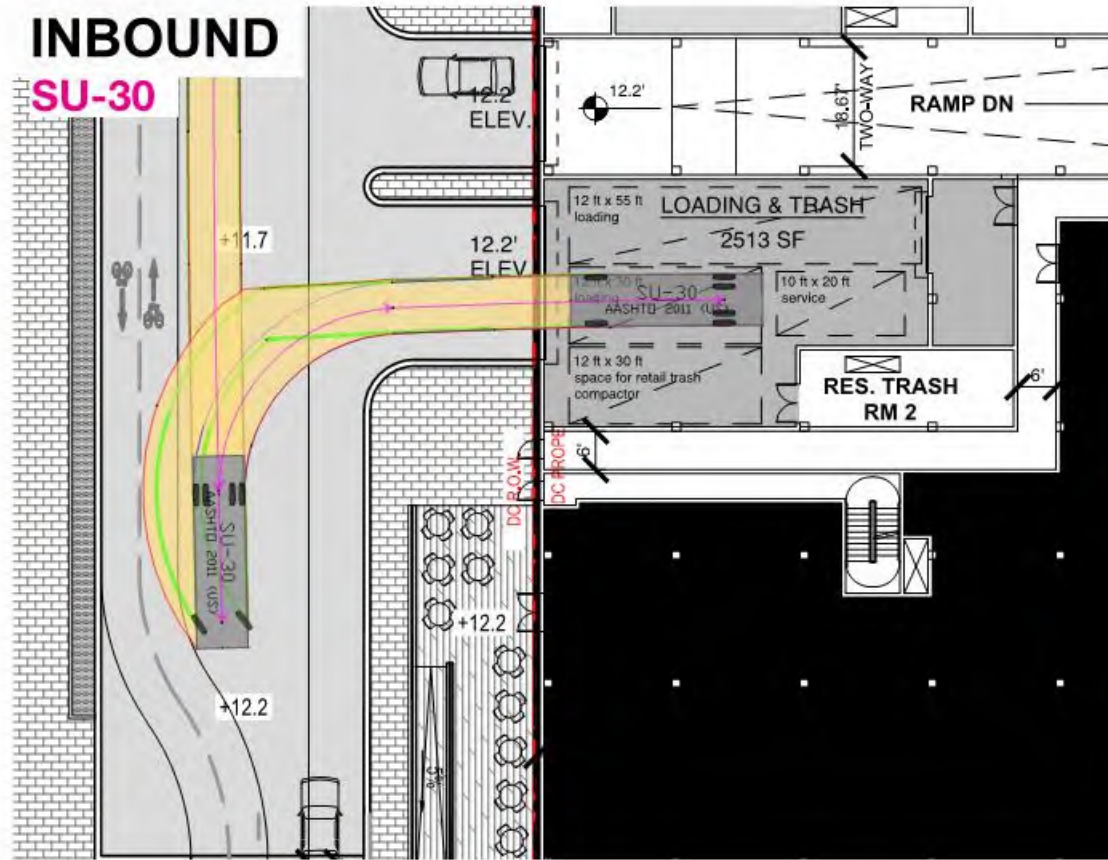 INBOUND
SU-30
12.2'
ELEV.
12.2'
18.67'
TWO-WAY
RAMP DN
12 ft x 55 ft
loading
LOADING & TRASH
2513 SF
+11.7
12.2'
ELEV
loading
SU-30
AASHTO 2011 (US)
10 ft x 20 ft
service
12 ft x 30 ft
space for retail trash
compactor
RES. TRASH
RM 2
6'
6'
DC R.O.W
DC PROPE
SU-30
AASHTO 2011 (US)
+12.2
+12.2
5%